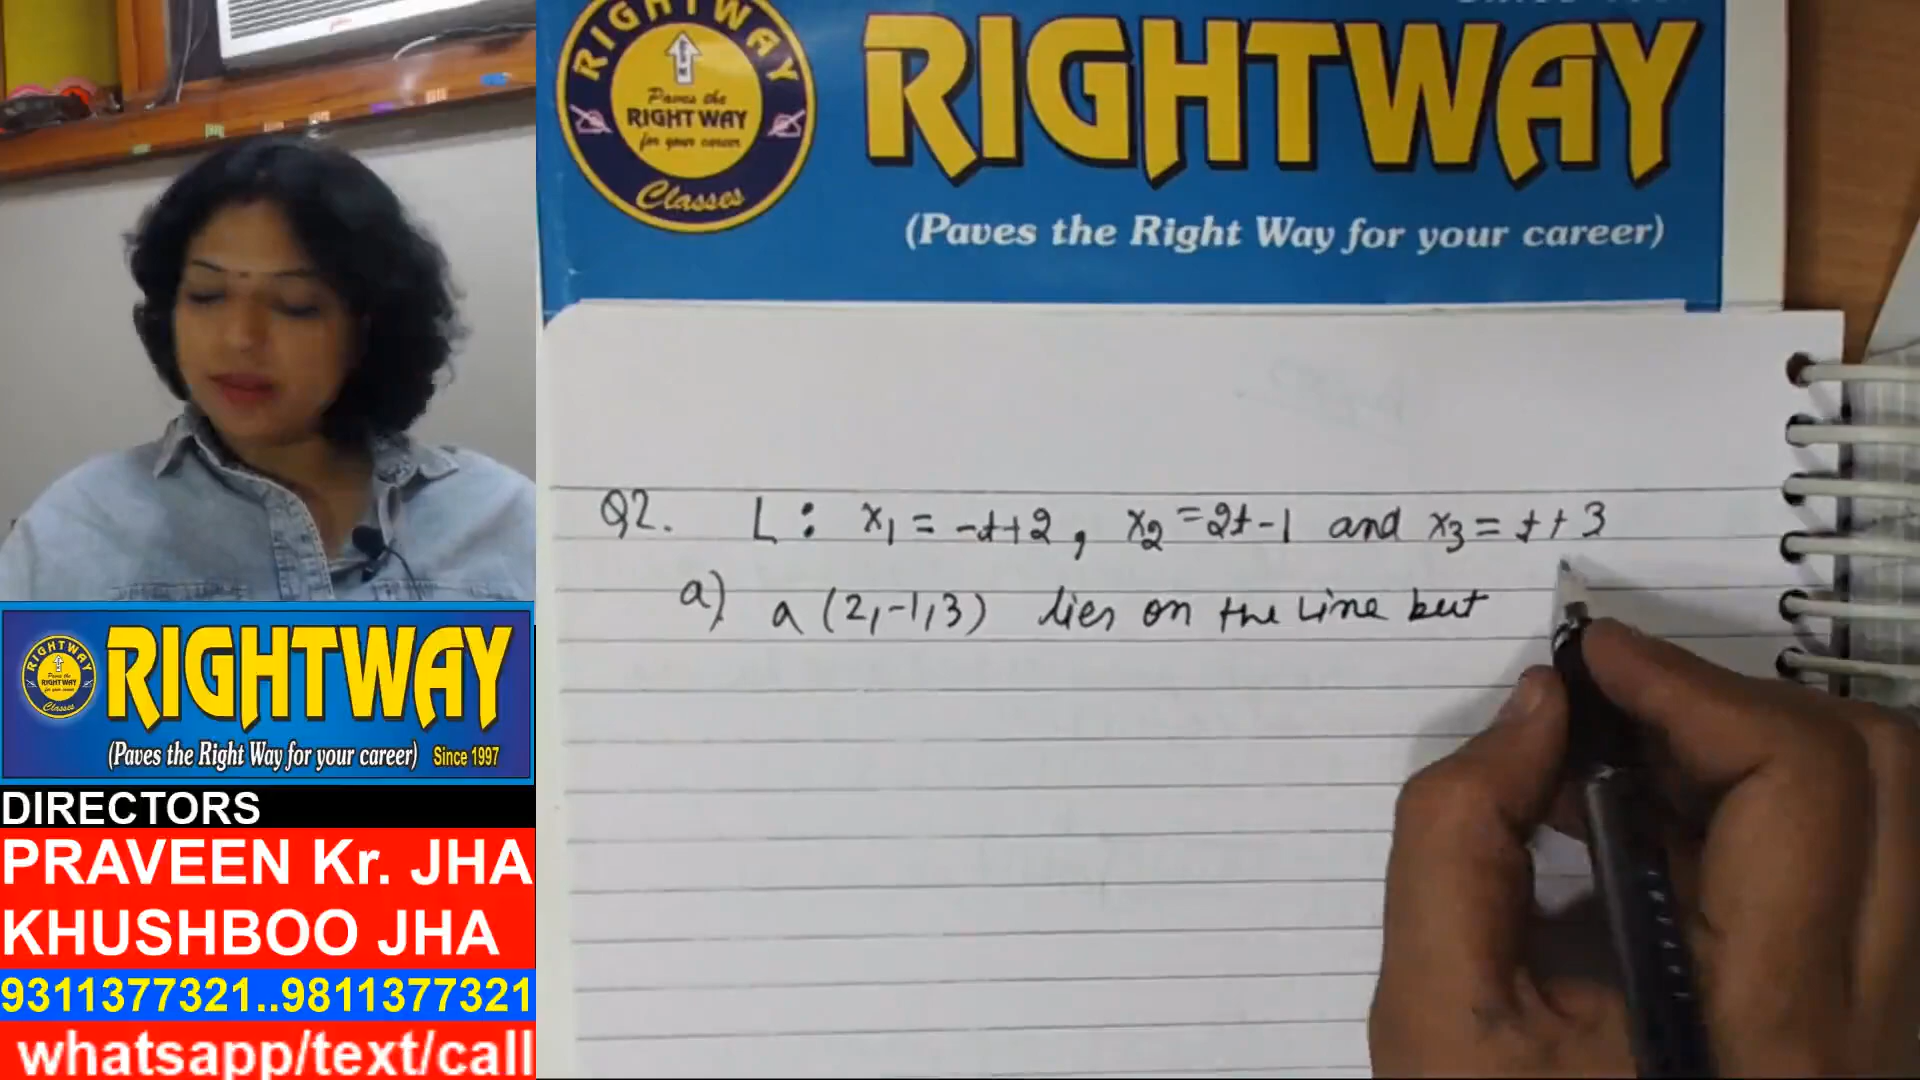 RIGHTWAY
Paves the
RIGHT WAY
for your career
Classes
RIGHTWAY
(Paves the Right Way for your career)
Q2. L : x₁ = -t+2, x₂ = 2t-1 and x₃ = t+3
a) a (2,-1,3) lies on the line but
RIGHTWAY
(Paves the Right Way for your career) Since 1997
DIRECTORS
PRAVEEN Kr. JHA
KHUSHBOO JHA
9311377321..9811377321
whatsapp/text/call